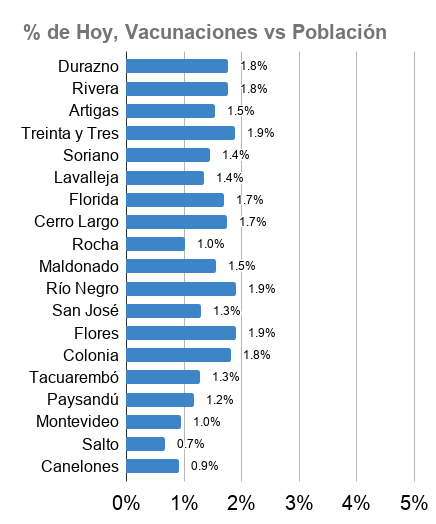 % de Hoy, Vacunaciones vs Población
Durazno 1.8%
Rivera 1.8%
Artigas 1.5%
Treinta y Tres 1.9%
Soriano 1.4%
Lavalleja 1.4%
Florida 1.7%
Cerro Largo 1.7%
Rocha 1.0%
Maldonado 1.5%
Río Negro 1.9%
San José 1.3%
Flores 1.9%
Colonia 1.8%
Tacuarembó 1.3%
Paysandú 1.2%
Montevideo 1.0%
Salto 0.7%
Canelones 0.9%
0% 1% 2% 3% 4% 5%